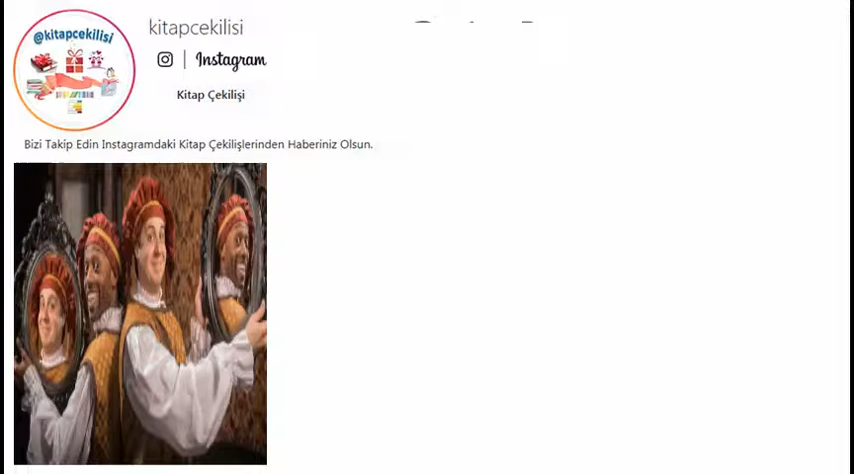 @kitapcekilisi
kitapcekilisi
Instagram
Kitap Çekilişi
Bizi Takip Edin Instagramdaki Kitap Çekilişlerinden Haberiniz Olsun.